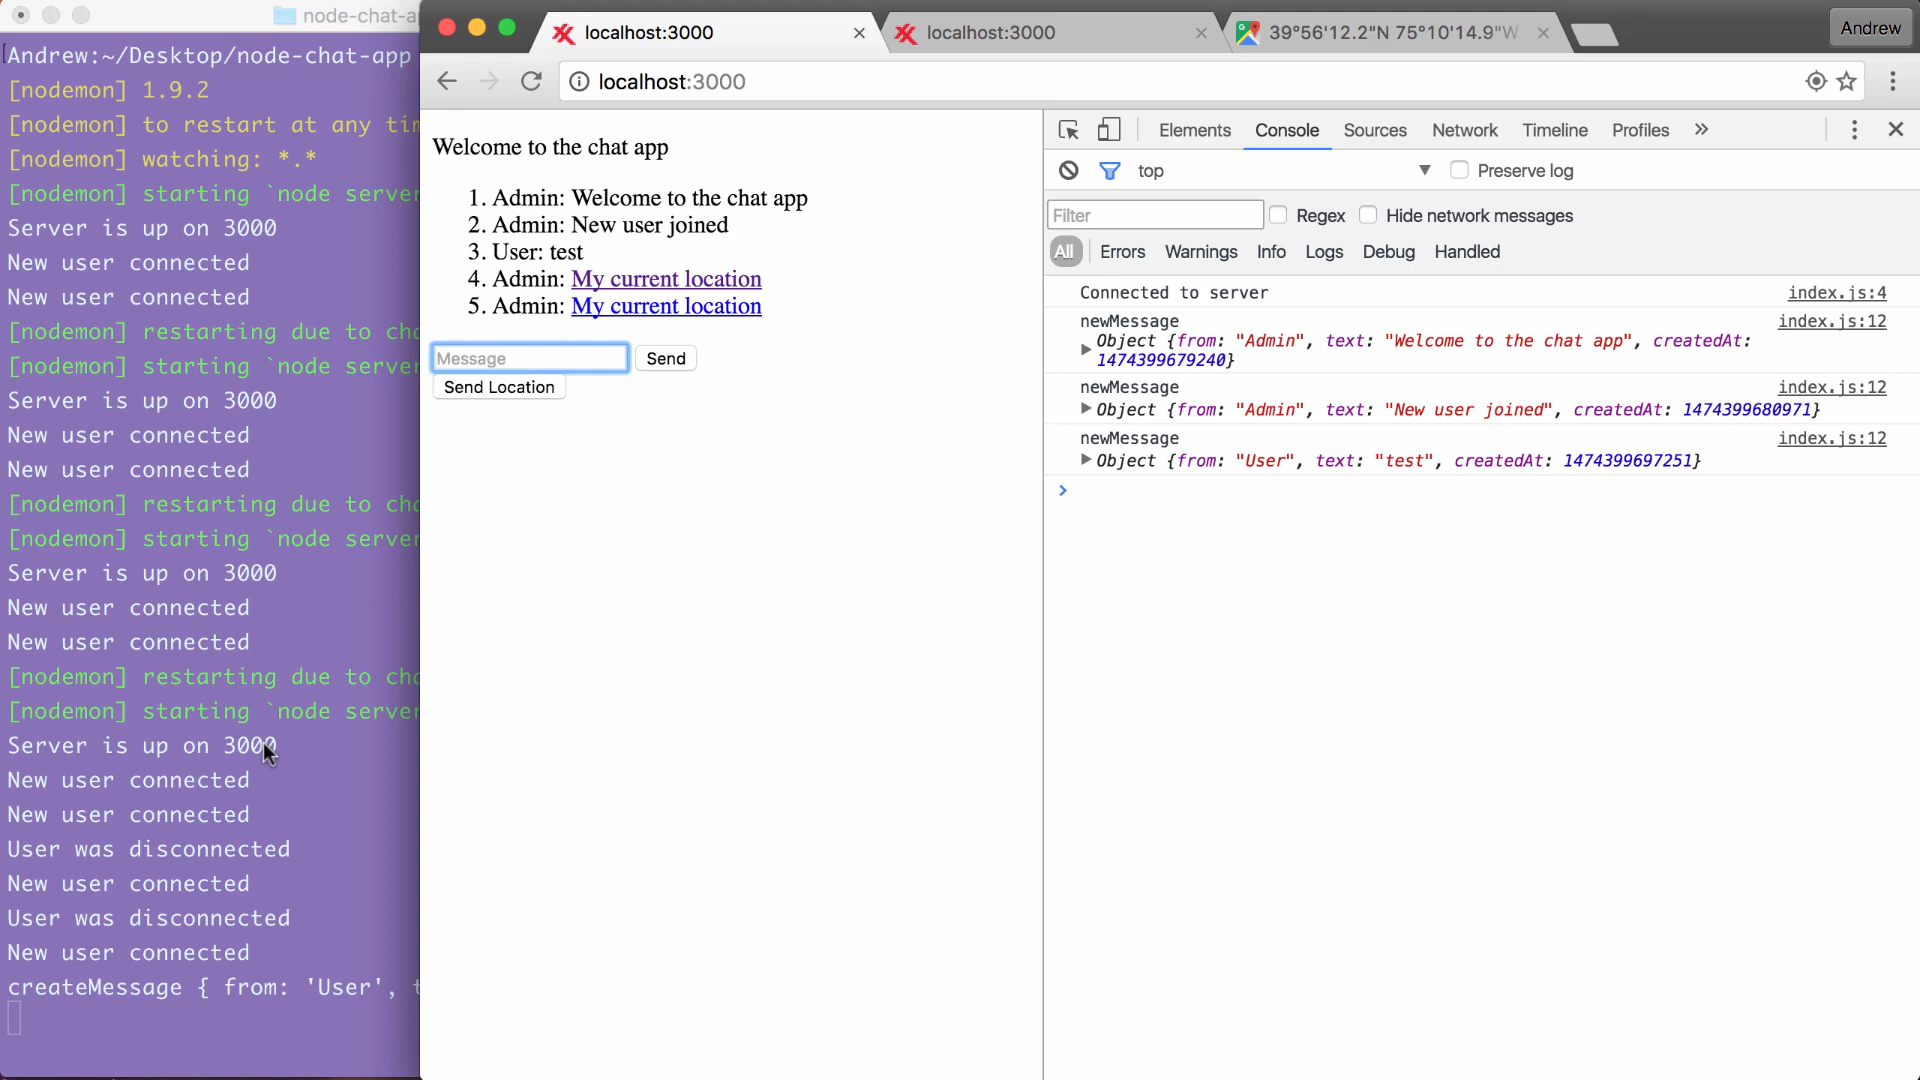 node-chat-a
Andrew:~/Desktop/node-chat-app
[nodemon] 1.9.2
[nodemon] to restart at any tim
[nodemon] watching: *.*
[nodemon] starting `node server
Server is up on 3000
New user connected
New user connected
[nodemon] restarting due to cha
[nodemon] starting `node server
Server is up on 3000
New user connected
New user connected
[nodemon] restarting due to cha
[nodemon] starting `node server
Server is up on 3000
New user connected
New user connected
[nodemon] restarting due to cha
[nodemon] starting `node server
Server is up on 3000
New user connected
New user connected
User was disconnected
New user connected
User was disconnected
New user connected
createMessage { from: 'User', t
localhost:3000
localhost:3000
39°56'12.2"N 75°10'14.9"W
Andrew
localhost:3000
Welcome to the chat app
1. Admin: Welcome to the chat app
2. Admin: New user joined
3. User: test
4. Admin: My current location
5. Admin: My current location
Message
Send
Send Location
Elements Console Sources Network Timeline Profiles »
top
Preserve log
Filter
Regex
Hide network messages
All Errors Warnings Info Logs Debug Handled
Connected to server index.js:4
newMessage index.js:12
Object {from: "Admin", text: "Welcome to the chat app", createdAt:
1474399679240}
newMessage index.js:12
Object {from: "Admin", text: "New user joined", createdAt: 1474399680971}
newMessage index.js:12
Object {from: "User", text: "test", createdAt: 1474399697251}